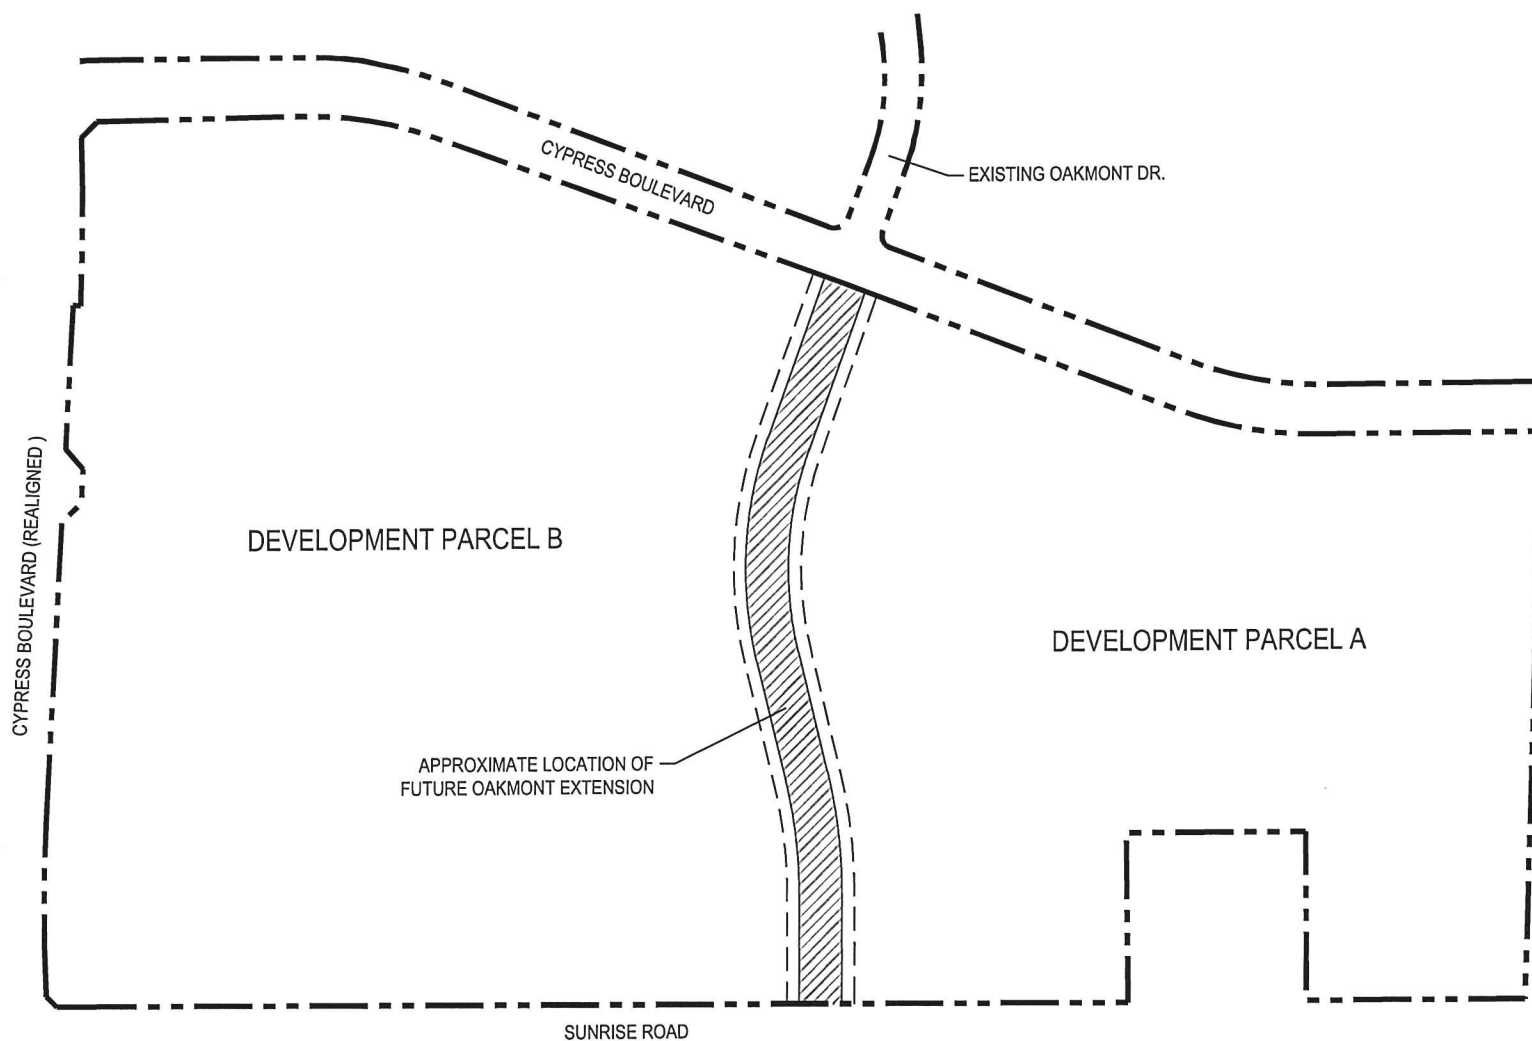 CYPRESS BOULEVARD
EXISTING OAKMONT DR.
CYPRESS BOULEVARD (REALIGNED )
DEVELOPMENT PARCEL B
DEVELOPMENT PARCEL A
APPROXIMATE LOCATION OF
FUTURE OAKMONT EXTENSION
SUNRISE ROAD